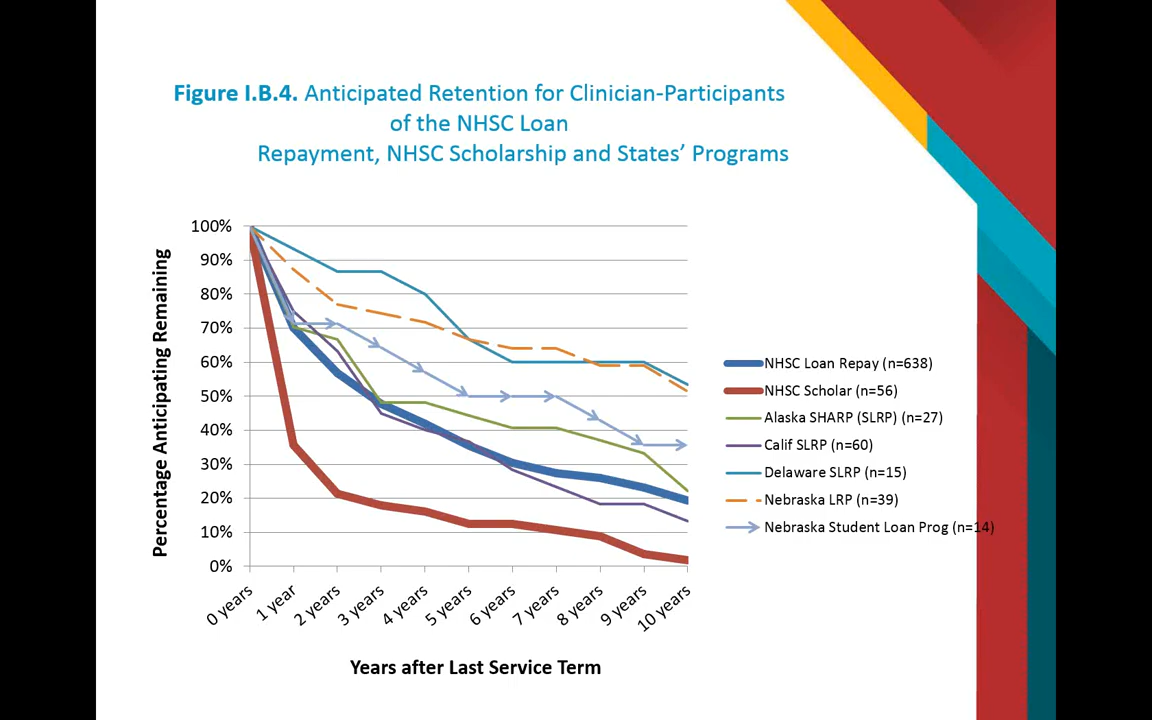 Figure I.B.4. Anticipated Retention for Clinician-Participants
of the NHSC Loan
Repayment, NHSC Scholarship and States’ Programs
Percentage Anticipating Remaining
100%
90%
80%
70%
60%
50%
40%
30%
20%
10%
0%
0 years
1 year
2 years
3 years
4 years
5 years
6 years
7 years
8 years
9 years
10 years
Years after Last Service Term
NHSC Loan Repay (n=638)
NHSC Scholar (n=56)
Alaska SHARP (SLRP) (n=27)
Calif SLRP (n=60)
Delaware SLRP (n=15)
Nebraska LRP (n=39)
Nebraska Student Loan Prog (n=14)